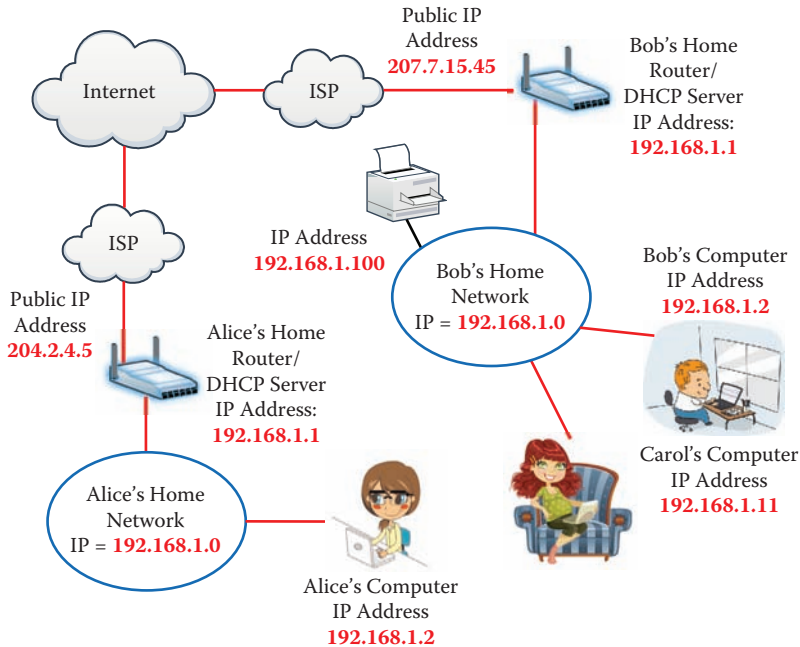 Public IP
Address
207.7.15.45
Bob's Home
Router/
DHCP Server
IP Address:
192.168.1.1
Internet
ISP
ISP
IP Address
192.168.1.100
Bob's Home
Network
IP = 192.168.1.0
Bob's Computer
IP Address
192.168.1.2
Public IP
Address
204.2.4.5
Alice's Home
Router/
DHCP Server
IP Address:
192.168.1.1
Carol's Computer
IP Address
192.168.1.11
Alice's Home
Network
IP = 192.168.1.0
Alice's Computer
IP Address
192.168.1.2